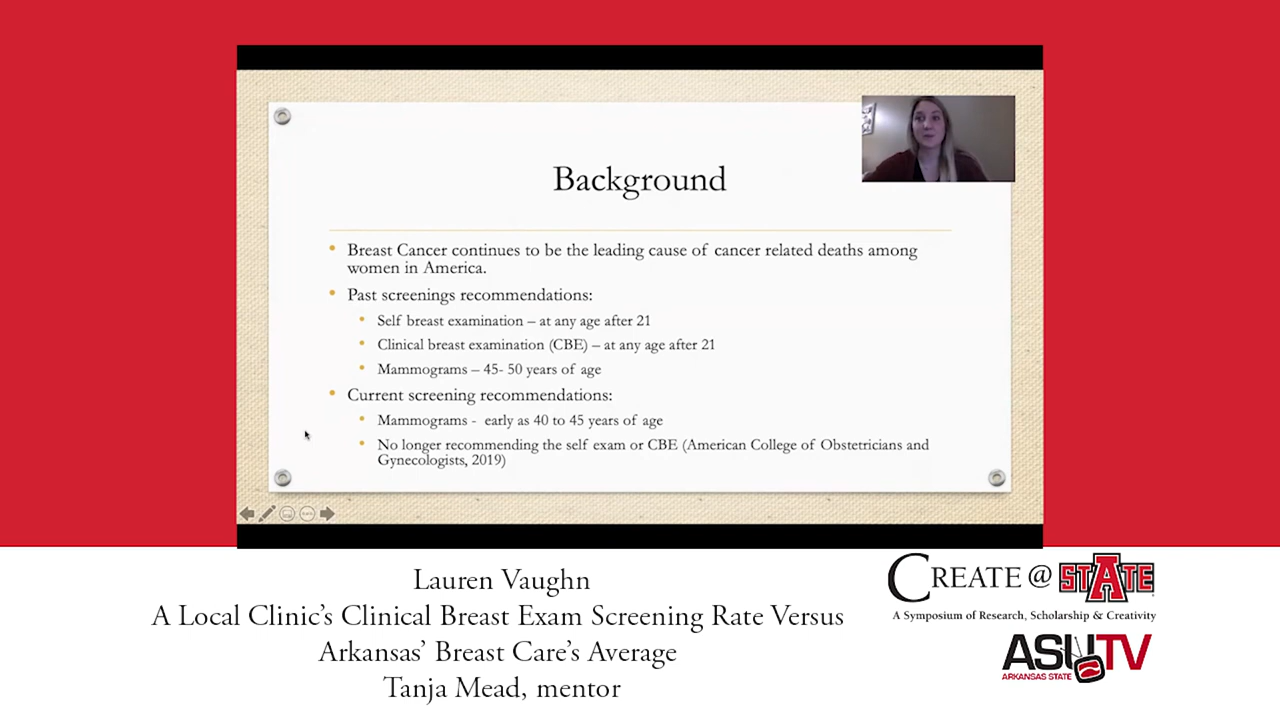 Background
Breast Cancer continues to be the leading cause of cancer related deaths among
women in America.
Past screenings recommendations:
Self breast examination – at any age after 21
Clinical breast examination (CBE) – at any age after 21
Mammograms – 45- 50 years of age
Current screening recommendations:
Mammograms - early as 40 to 45 years of age
No longer recommending the self exam or CBE (American College of Obstetricians and
Gynecologists, 2019)
Lauren Vaughn
A Local Clinic’s Clinical Breast Exam Screening Rate Versus
Arkansas’ Breast Care’s Average
Tanja Mead, mentor
CREATE @ STATE
A Symposium of Research, Scholarship & Creativity
ASU TV
ARKANSAS STATE